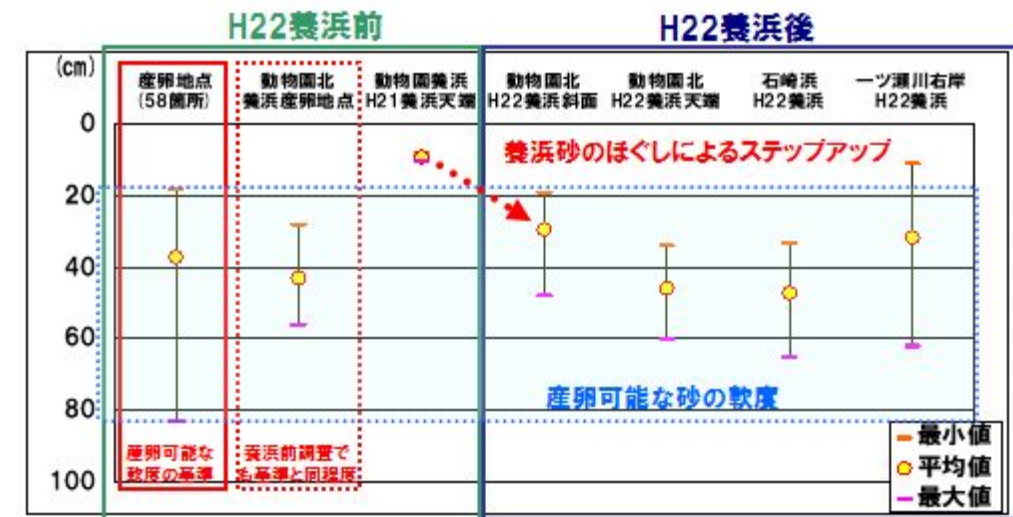 H22養浜前
H22養浜後
(cm)
産卵地点
(58箇所)
動物園北
養浜産卵地点
動物園養浜
H21養浜天端
動物園北
H22養浜斜面
動物園北
H22養浜天端
石崎浜
H22養浜
一ツ瀬川右岸
H22養浜
0
20
40
60
80
100
養浜砂のほぐしによるステップアップ
産卵可能な砂の軟度
産卵可能な
軟度の基準
養浜前調査で
も基準と同程度
最小値
平均値
最大値